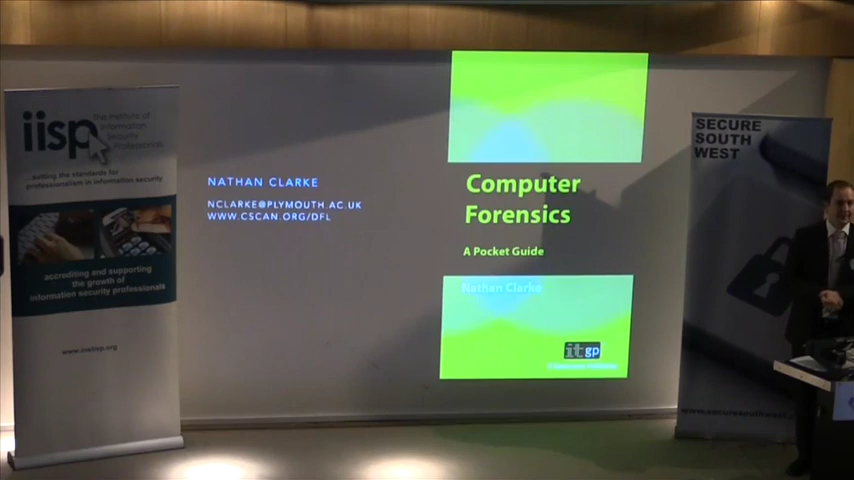 iisp
The Institute of
Information
Security
Professionals
...setting the standards for
professionalism in information security
accrediting and supporting
the growth of
information security professionals
www.instisp.org
NATHAN CLARKE
NCLARKE@PLYMOUTH.AC.UK
WWW.CSCAN.ORG/DFL
Computer
Forensics
A Pocket Guide
Nathan Clarke
itgp
SECURE
SOUTH
WEST